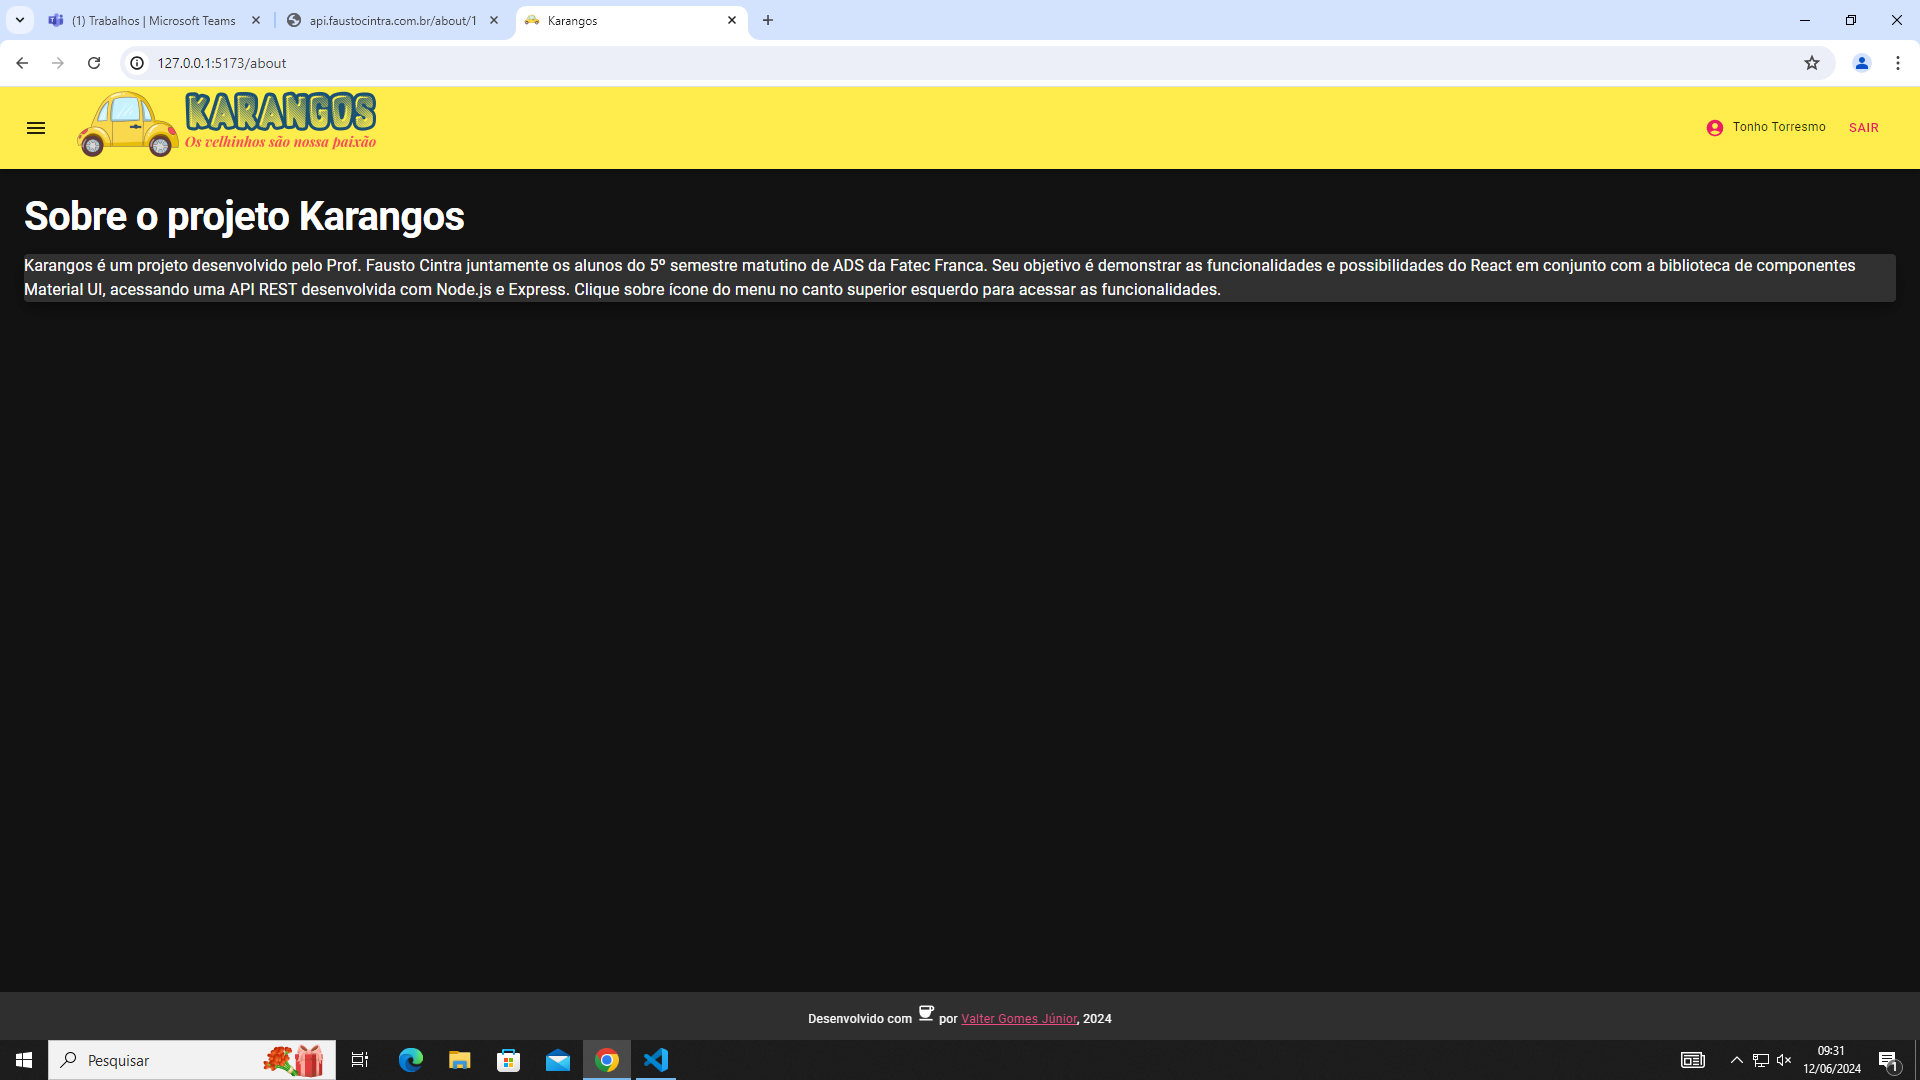 (1) Trabalhos | Microsoft Teams
api.faustocintra.com.br/about/1
Karangos
127.0.0.1:5173/about
KARANGOS
Os velhinhos são nossa paixão
Tonho Torresmo
SAIR
Sobre o projeto Karangos
Karangos é um projeto desenvolvido pelo Prof. Fausto Cintra juntamente os alunos do 5º semestre matutino de ADS da Fatec Franca. Seu objetivo é demonstrar as funcionalidades e possibilidades do React em conjunto com a biblioteca de componentes
Material UI, acessando uma API REST desenvolvida com Node.js e Express. Clique sobre ícone do menu no canto superior esquerdo para acessar as funcionalidades.
Desenvolvido com por Valter Gomes Júnior, 2024
Pesquisar
09:31
12/06/2024
1